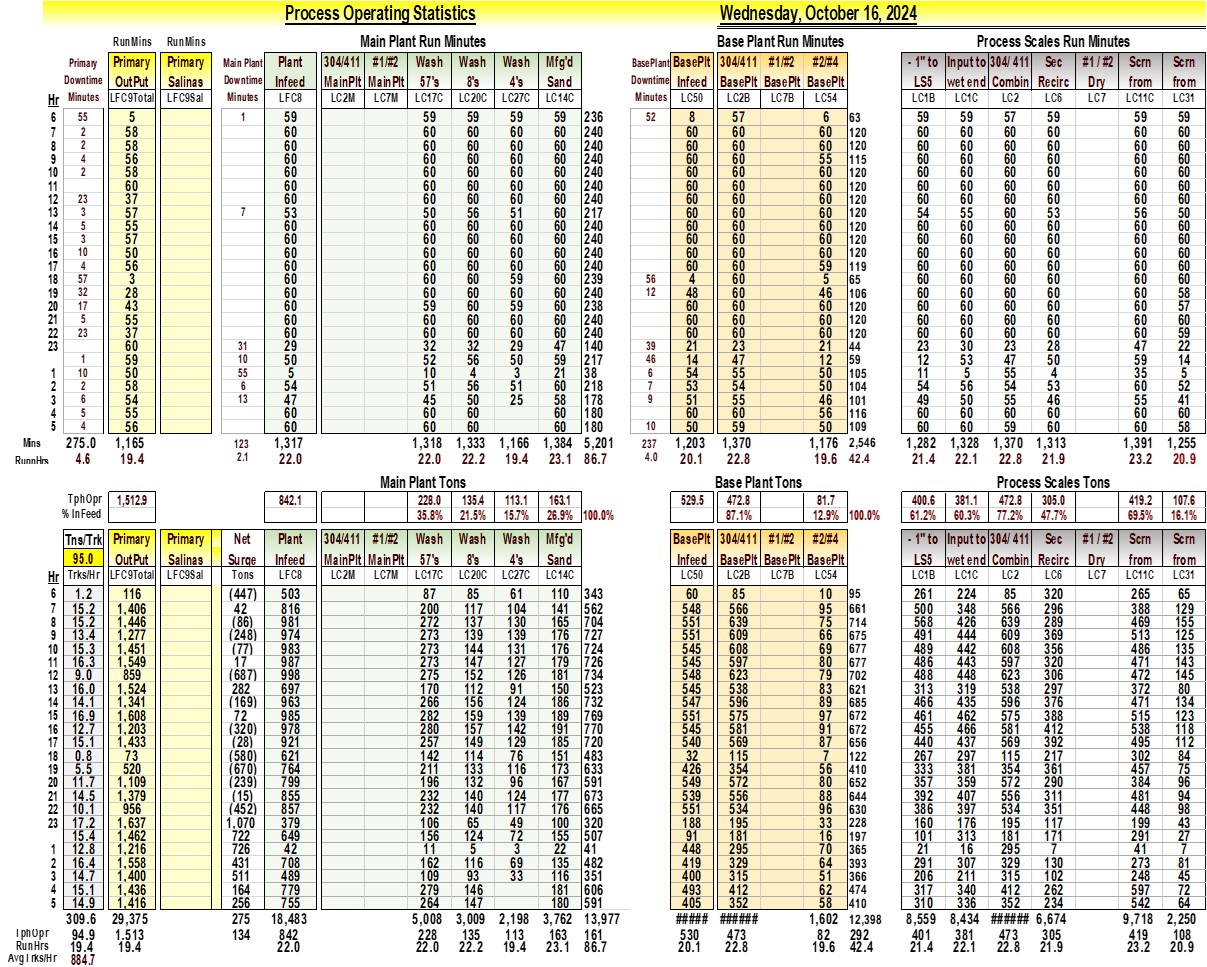 Process Operating Statistics Wednesday, October 16, 2024
RunMins RunMins Main Plant Run Minutes Base Plant Run Minutes Process Scales Run Minutes
Primary Primary Primary Main Plant Plant 304/411 #1/#2 Wash Wash Wash Mfg'd BasePlant BasePlt 304/411 #1/#2 #2/#4 - 1" to Input to 304/ 411 Sec #1 / #2 Scrn Scrn
Downtime OutPut Salinas Downtime Infeed MainPlt MainPlt 57's 8's 4's Sand Downtime Infeed BasePlt BasePlt BasePlt LS5 wet end Combin Recirc Dry from from
Hr Minutes LFC9Total LFC9Sal Minutes LFC8 LC2M LC7M LC17C LC20C LC27C LC14C Minutes LC50 LC2B LC7B LC54 LC1B LC1C LC2 LC6 LC7 LC11C LC31
6 55 5 1 59 59 59 59 59 236 52 8 57 6 63 59 59 57 59 59 59
7 2 58 60 60 60 60 60 240 60 60 60 120 60 60 60 60 60 60
8 2 58 60 60 60 60 60 240 60 60 60 120 60 60 60 60 60 60
9 4 56 60 60 60 60 60 240 60 60 55 115 60 60 60 60 60 60
10 2 58 60 60 60 60 60 240 60 60 60 120 60 60 60 60 60 60
11 60 60 60 60 60 60 240 60 60 60 120 60 60 60 60 60 60
12 23 37 60 60 60 60 60 240 60 60 60 120 60 60 60 60 60 60
13 3 57 7 53 50 56 51 60 217 60 60 60 120 54 55 60 53 56 50
14 5 55 60 60 60 60 60 240 60 60 60 120 60 60 60 60 60 60
15 3 57 60 60 60 60 60 240 60 60 60 120 60 60 60 60 60 60
16 10 50 60 60 60 60 60 240 60 60 60 120 60 60 60 60 60 60
17 4 56 60 60 60 60 60 240 60 60 59 119 60 60 60 60 60 60
18 57 3 60 60 60 59 60 239 56 4 60 5 65 60 60 60 60 60 60
19 32 28 60 60 60 60 60 240 12 48 60 46 106 60 60 60 60 60 58
20 17 43 60 60 59 59 60 238 60 60 60 120 60 60 60 60 60 57
21 5 55 60 60 60 60 60 240 60 60 60 120 60 60 60 60 60 60
22 23 37 60 60 60 60 60 240 60 60 60 120 60 60 60 60 60 59
23 60 31 29 32 32 29 47 140 39 21 23 21 44 23 30 23 28 47 22
1 59 10 50 52 56 50 59 217 46 14 47 12 59 12 53 47 50 59 14
1 10 50 55 5 10 4 3 21 38 6 54 55 50 105 11 5 55 4 35 5
2 2 58 6 54 51 56 51 60 218 7 53 54 50 104 54 56 54 53 60 52
3 6 54 13 47 45 50 25 58 178 9 51 55 46 101 49 50 55 46 55 41
4 5 55 60 60 60 60 180 60 60 56 116 60 60 60 60 60 60
5 4 56 60 60 60 60 180 10 50 59 50 109 60 60 59 60 60 58
Mins 275.0 1,165 123 1,317 1,318 1,333 1,166 1,384 5,201 237 1,203 1,370 1,176 2,546 1,282 1,328 1,370 1,313 1,391 1,255
RunnHrs 4.6 19.4 2.1 22.0 22.0 22.2 19.4 23.1 86.7 4.0 20.1 22.8 19.6 42.4 21.4 22.1 22.8 21.9 23.2 20.9
Main Plant Tons Base Plant Tons Process Scales Tons
TphOpr 1,512.9 842.1 228.0 135.4 113.1 163.1 529.5 472.8 81.7 400.6 381.1 472.8 305.0 419.2 107.6
% InFeed 35.8% 21.5% 15.7% 26.9% 100.0% 87.1% 12.9% 100.0% 61.2% 60.3% 77.2% 47.7% 69.5% 16.1%
Tns/Trk Primary Primary Net Plant 304/411 #1/#2 Wash Wash Wash Mfg'd BasePlt 304/411 #1/#2 #2/#4 - 1" to Input to 304/ 411 Sec #1 / #2 Scrn Scrn
95.0 OutPut Salinas Surge Infeed MainPlt MainPlt 57's 8's 4's Sand Infeed BasePlt BasePlt BasePlt LS5 wet end Combin Recirc Dry from from
Hr Trks/Hr LFC9Total LFC9Sal Tons LFC8 LC2M LC7M LC17C LC20C LC27C LC14C LC50 LC2B LC7B LC54 LC1B LC1C LC2 LC6 LC7 LC11C LC31
6 1.2 116 (447) 503 87 85 61 110 343 60 85 10 95 261 224 85 320 265 65
7 15.2 1,406 42 816 200 117 104 141 562 548 566 95 661 500 348 566 296 388 129
8 15.2 1,446 (86) 981 272 137 130 165 704 551 639 75 714 568 426 639 289 469 155
9 13.4 1,277 (248) 974 273 139 139 176 727 551 609 66 675 491 444 609 369 513 125
10 15.3 1,451 (77) 983 273 144 131 176 724 545 608 69 677 489 442 608 356 486 135
11 16.3 1,549 17 987 273 147 127 179 726 545 597 80 677 486 443 597 320 471 143
12 9.0 859 (687) 998 275 152 126 181 734 548 623 79 702 488 448 623 306 472 145
13 16.0 1,524 282 697 170 112 91 150 523 545 538 83 621 313 319 538 297 372 80
14 14.1 1,341 (169) 963 266 156 124 186 732 547 596 89 685 466 435 596 376 471 134
15 16.9 1,608 72 985 282 159 139 189 769 551 575 97 672 461 462 575 388 515 123
16 12.7 1,203 (320) 978 280 157 142 191 770 545 581 91 672 455 466 581 412 538 118
17 15.1 1,433 (28) 921 257 149 129 185 720 540 569 87 656 440 437 569 392 495 112
18 0.8 73 (580) 621 142 114 76 151 483 32 115 7 122 267 297 115 217 302 84
19 5.5 520 (670) 764 211 133 116 173 633 426 354 56 410 333 381 354 361 457 75
20 11.7 1,109 (239) 799 196 132 96 167 591 549 572 80 652 357 359 572 290 384 96
21 14.5 1,379 (15) 855 232 140 124 177 673 539 556 88 644 392 407 556 311 481 94
22 10.1 956 (452) 857 232 140 117 176 665 551 534 96 630 386 397 534 351 448 98
23 17.2 1,637 1,070 379 106 65 49 100 320 188 195 33 228 160 176 195 117 199 43
15.4 1,462 722 649 156 124 72 155 507 91 181 16 197 101 313 181 171 291 27
1 12.8 1,216 726 42 11 5 3 22 41 448 295 70 365 21 16 295 7 41 7
2 16.4 1,558 431 708 162 116 69 135 482 419 329 64 393 291 307 329 130 273 81
3 14.7 1,400 511 489 109 93 33 116 351 400 315 51 366 206 211 315 102 248 45
4 15.1 1,436 164 779 279 146 181 606 493 412 62 474 317 340 412 262 597 72
5 14.9 1,416 256 755 264 147 180 591 405 352 58 410 310 336 352 234 542 64
309.6 29,375 275 18,483 5,008 3,009 2,198 3,762 13,977 ##### ###### 1,602 12,398 8,559 8,434 ###### 6,674 9,718 2,250
TphOpr 94.9 1,513 134 842 228 135 113 163 161 530 473 82 292 401 381 473 305 419 108
RunHrs 19.4 19.4 22.0 22.0 22.2 19.4 23.1 86.7 20.1 22.8 19.6 42.4 21.4 22.1 22.8 21.9 23.2 20.9
Avg Trks/Hr 884.7